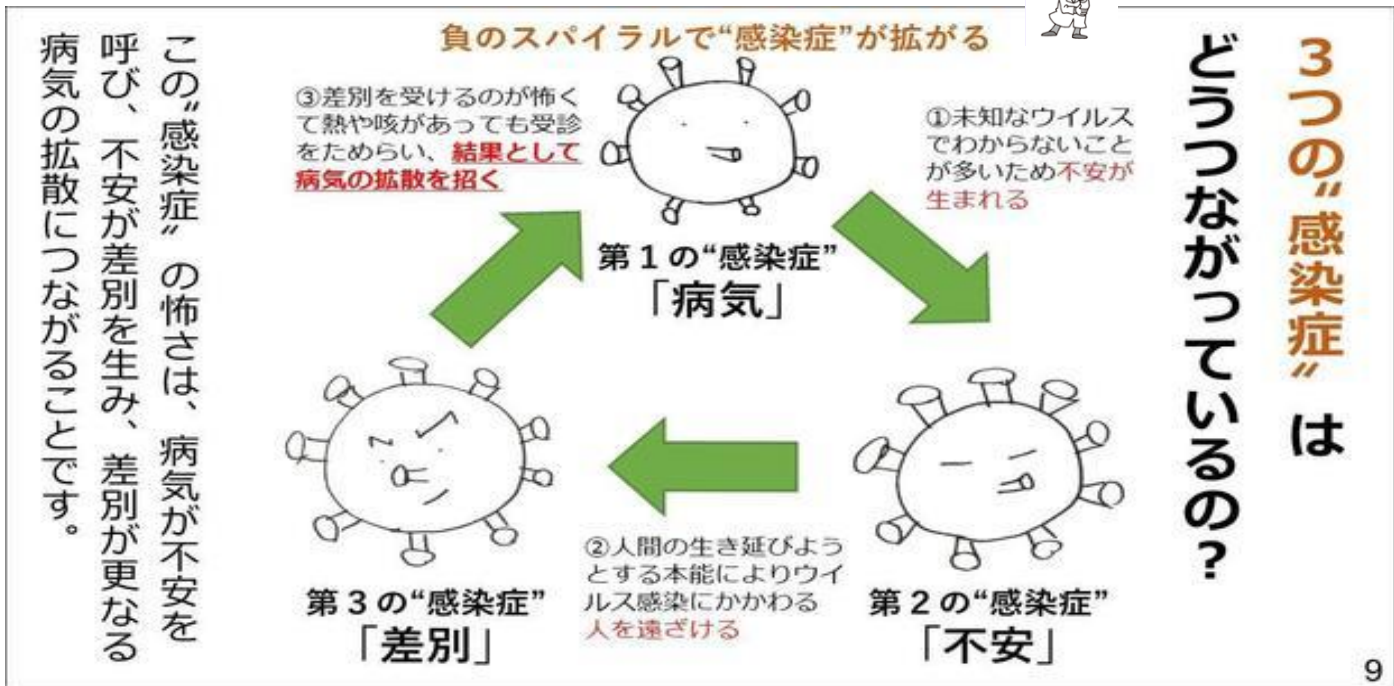 3つの〝感染症〟は
どうつながっているの？
負のスパイラルで“感染症”が拡がる
①未知なウイルス
でわからないこと
が多いため不安が
生まれる
第１の“感染症”
「病気」
③差別を受けるのが怖く
て熱や咳があっても受診
をためらい、結果として
病気の拡散を招く
第２の“感染症”
「不安」
②人間の生き延びよう
とする本能によりウイ
ルス感染にかかわる
人を遠ざける
第３の“感染症”
「差別」
この〝感染症〟の怖さは、病気が不安を
呼び、不安が差別を生み、差別が更なる
病気の拡散につながることです。
9